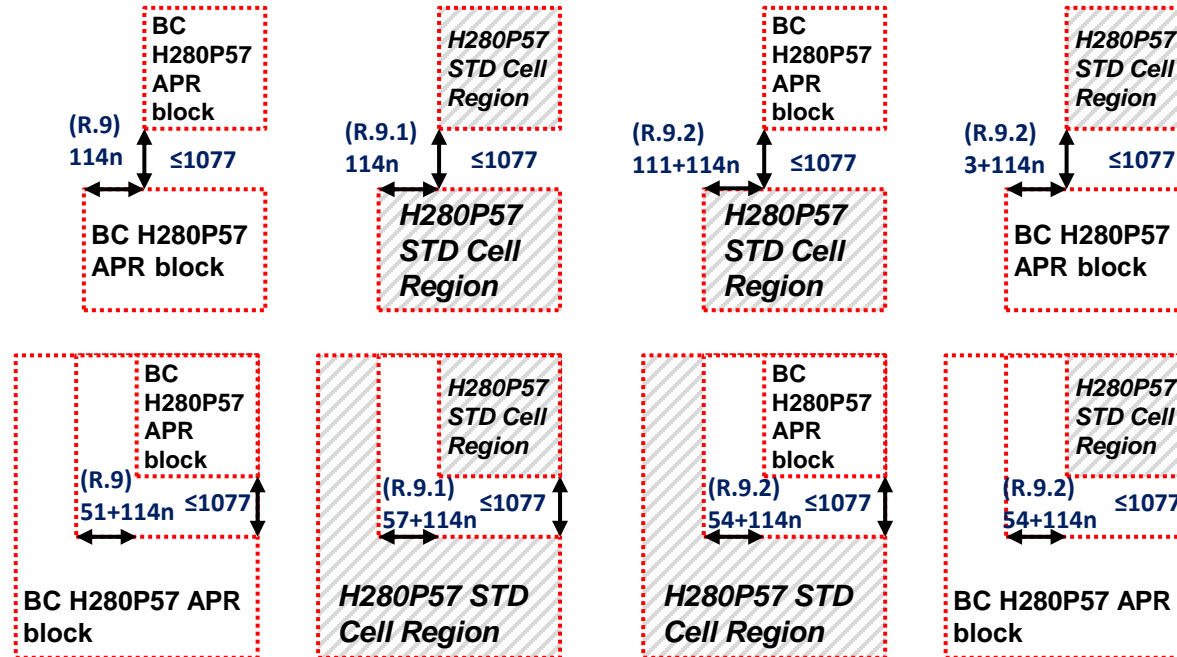 BC
H280P57
APR
block
(R.9)
114n
≤1077
BC H280P57
APR block
H280P57
STD Cell
Region
(R.9.1)
114n
≤1077
H280P57
STD Cell
Region
BC
H280P57
APR
block
(R.9.2)
111+114n
≤1077
H280P57
STD Cell
Region
H280P57
STD Cell
Region
(R.9.2)
3+114n
≤1077
BC H280P57
APR block
BC
H280P57
APR
block
(R.9)
51+114n
≤1077
BC H280P57 APR
block
H280P57
STD Cell
Region
(R.9.1)
57+114n
≤1077
H280P57 STD
Cell Region
BC
H280P57
APR
block
(R.9.2)
54+114n
≤1077
H280P57 STD
Cell Region
H280P57
STD Cell
Region
(R.9.2)
54+114n
≤1077
BC H280P57 APR
block